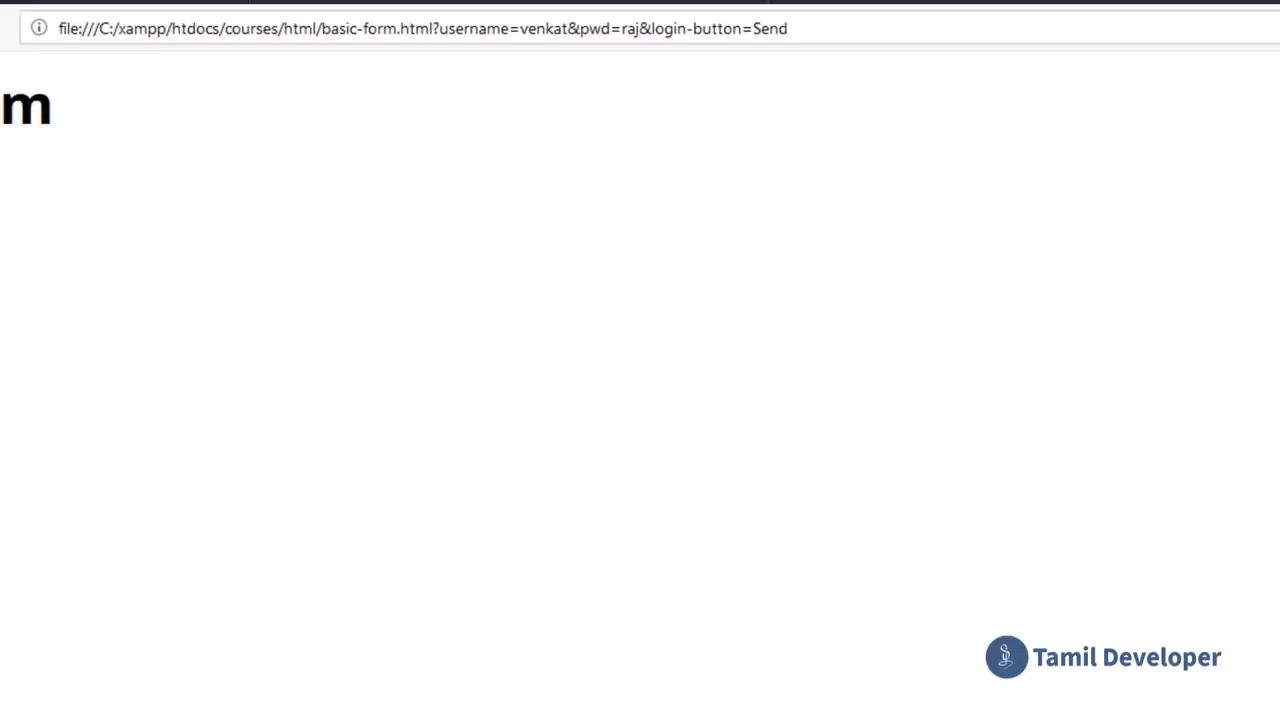 file:///C:/xampp/htdocs/courses/html/basic-form.html?username=venkat&pwd=raj&login-button=Send
m
Tamil Developer